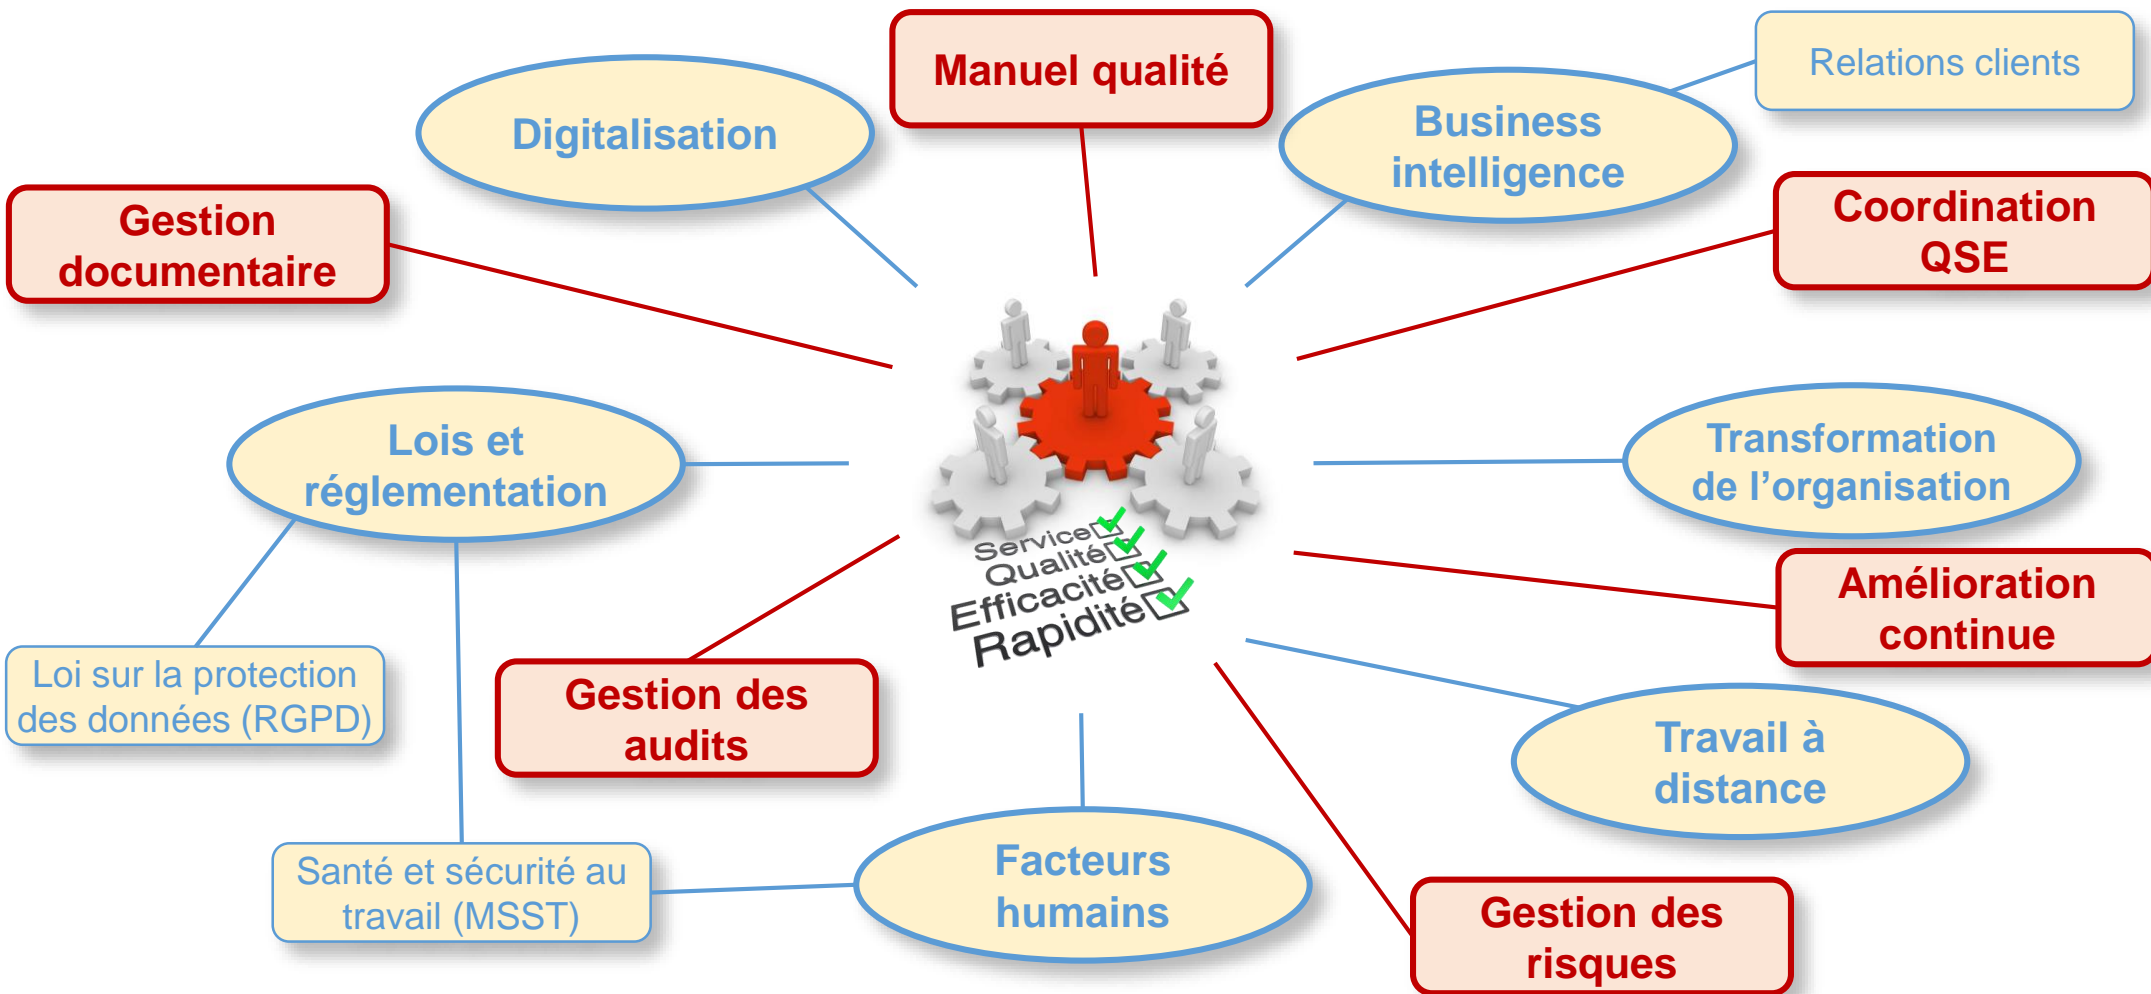 Manuel qualité
Relations clients
Digitalisation
Business
intelligence
Gestion
documentaire
Coordination
QSE
Lois et
réglementation
Transformation
de l’organisation
Service
Qualité
Efficacité
Rapidité
Amélioration
continue
Loi sur la protection
des données (RGPD)
Gestion des
audits
Travail à
distance
Santé et sécurité au
travail (MSST)
Facteurs
humains
Gestion des
risques